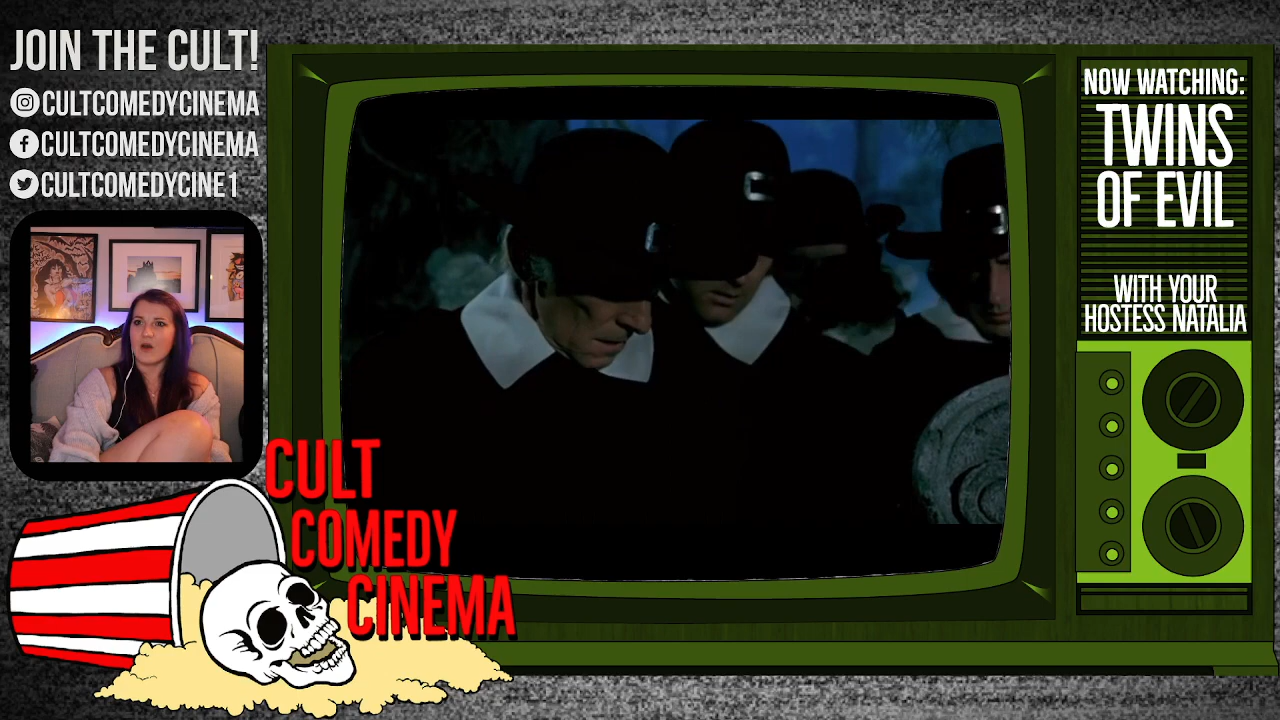 JOIN THE CULT!
CULTCOMEDYCINEMA
CULTCOMEDYCINEMA
CULTCOMEDYCINE1
NOW WATCHING:
TWINS
OF EVIL
WITH YOUR
HOSTESS NATALIA
CULT
COMEDY
CINEMA